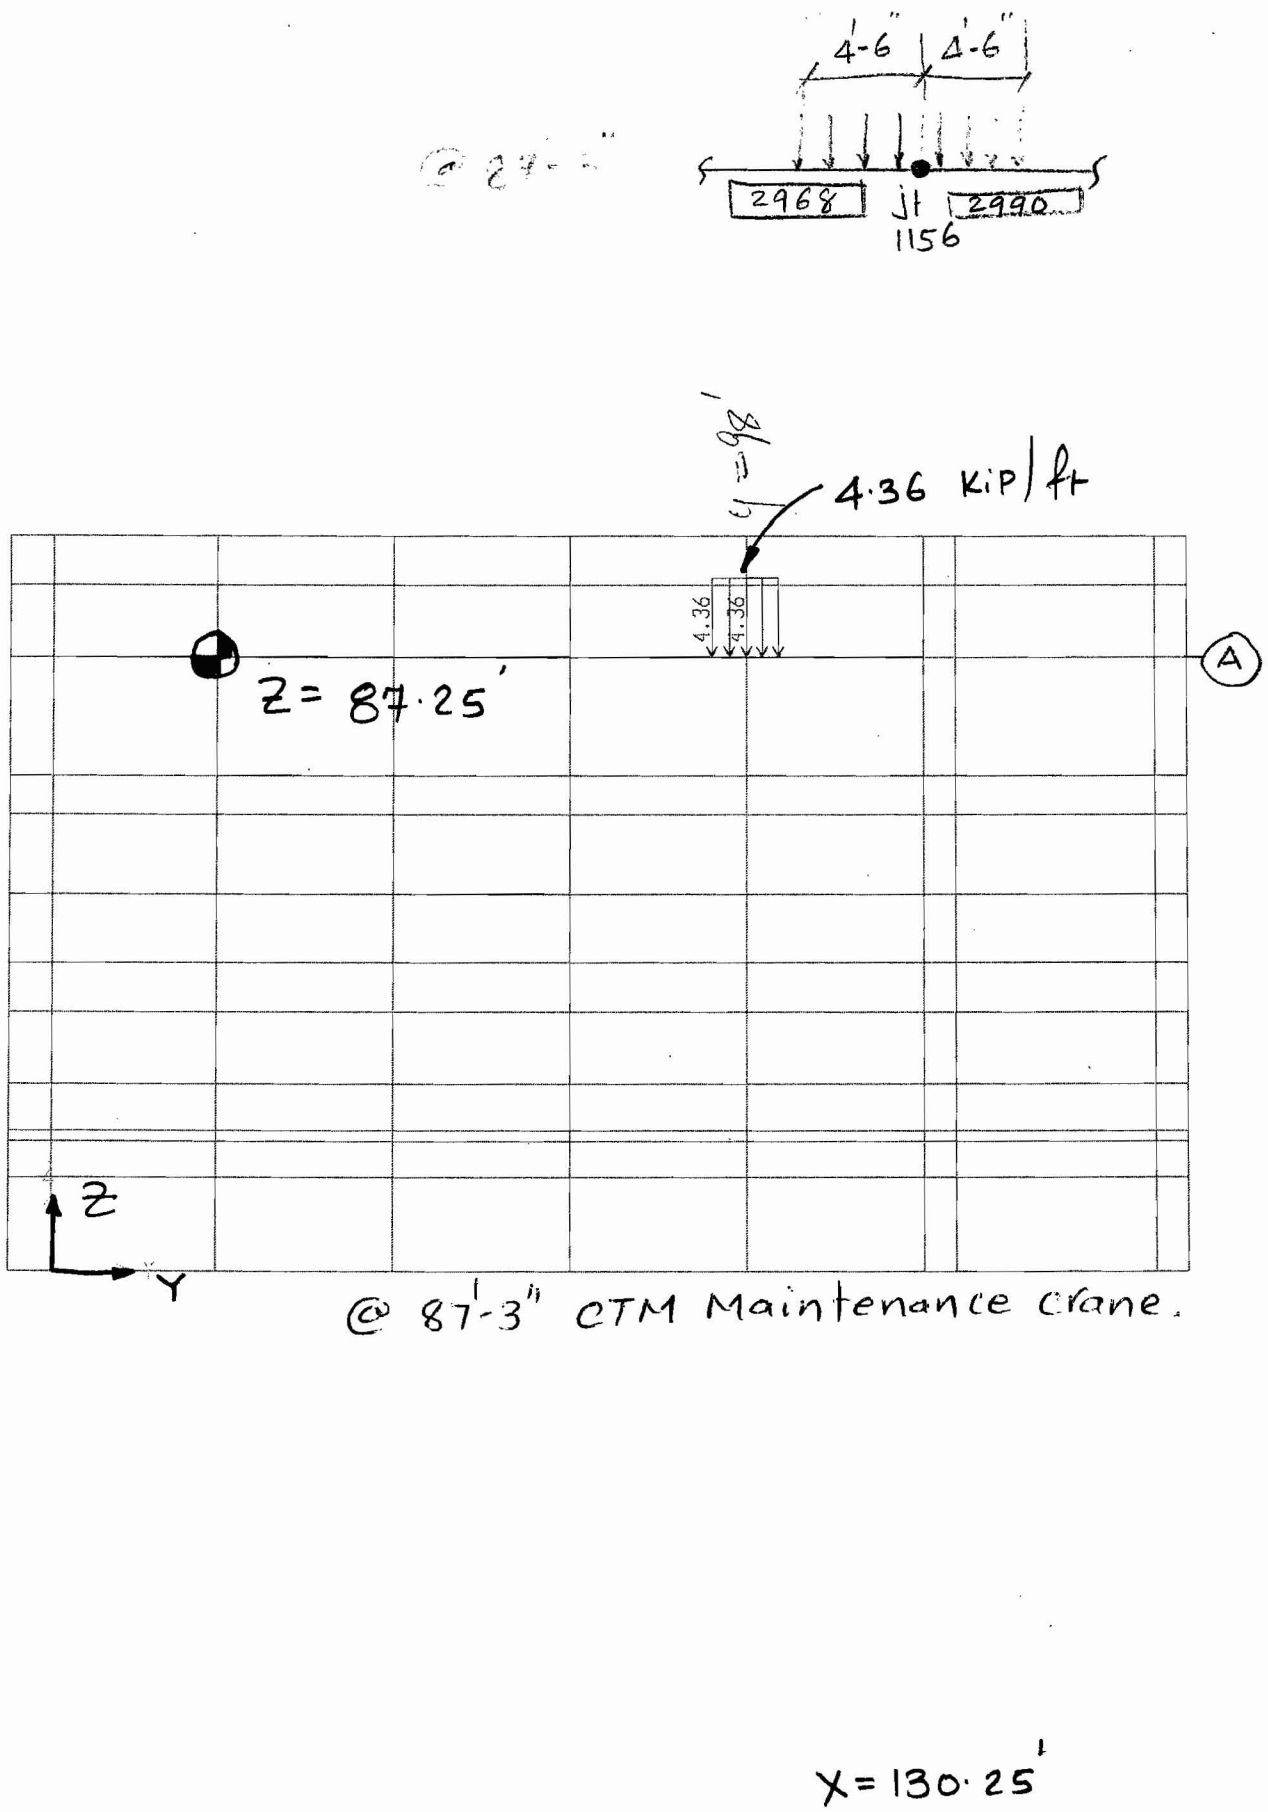 4'-6" 4'-6"
2968 jt 2990
1156
y = 96'
4.36 KiP/ft
4.36 4.36
A
Z = 87.25'
Z
Y
@ 87'-3" CTM Maintenance crane.
X = 130.25'